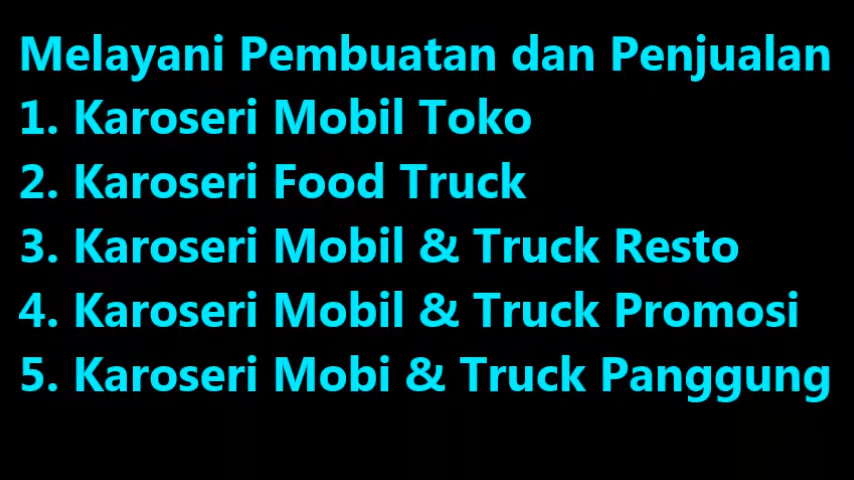 Melayani Pembuatan dan Penjualan
1. Karoseri Mobil Toko
2. Karoseri Food Truck
3. Karoseri Mobil & Truck Resto
4. Karoseri Mobil & Truck Promosi
5. Karoseri Mobi & Truck Panggung